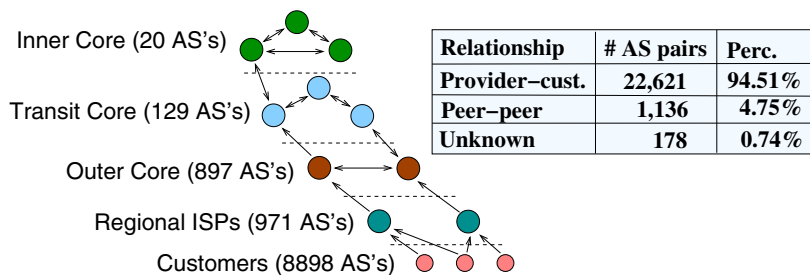 Inner Core (20 AS's)
Transit Core (129 AS's)
Outer Core (897 AS's)
Regional ISPs (971 AS's)
Customers (8898 AS's)
Relationship # AS pairs Perc.
Provider−cust. 22,621 94.51%
Peer−peer 1,136 4.75%
Unknown 178 0.74%